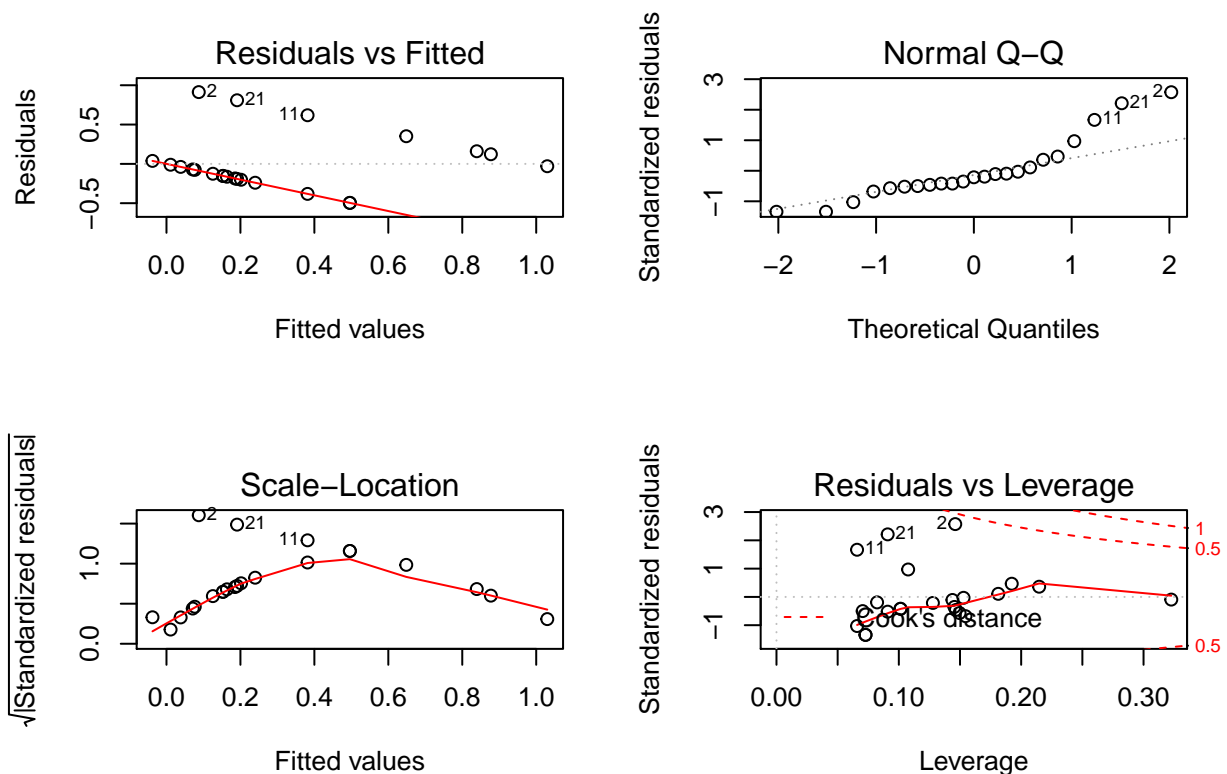 Residuals vs Fitted
Residuals
−0.5
0.5
2
21
11
0.0 0.2 0.4 0.6 0.8 1.0
Fitted values
Normal Q−Q
Standardized residuals
−1
1
3
2
21
11
−2 −1 0 1 2
Theoretical Quantiles
Scale−Location
√|Standardized residuals|
0.0
1.0
2
21
11
0.0 0.2 0.4 0.6 0.8 1.0
Fitted values
Residuals vs Leverage
Standardized residuals
−1
1
3
2
21
11
1
0.5
0.5
Cook's distance
0.00 0.10 0.20 0.30
Leverage